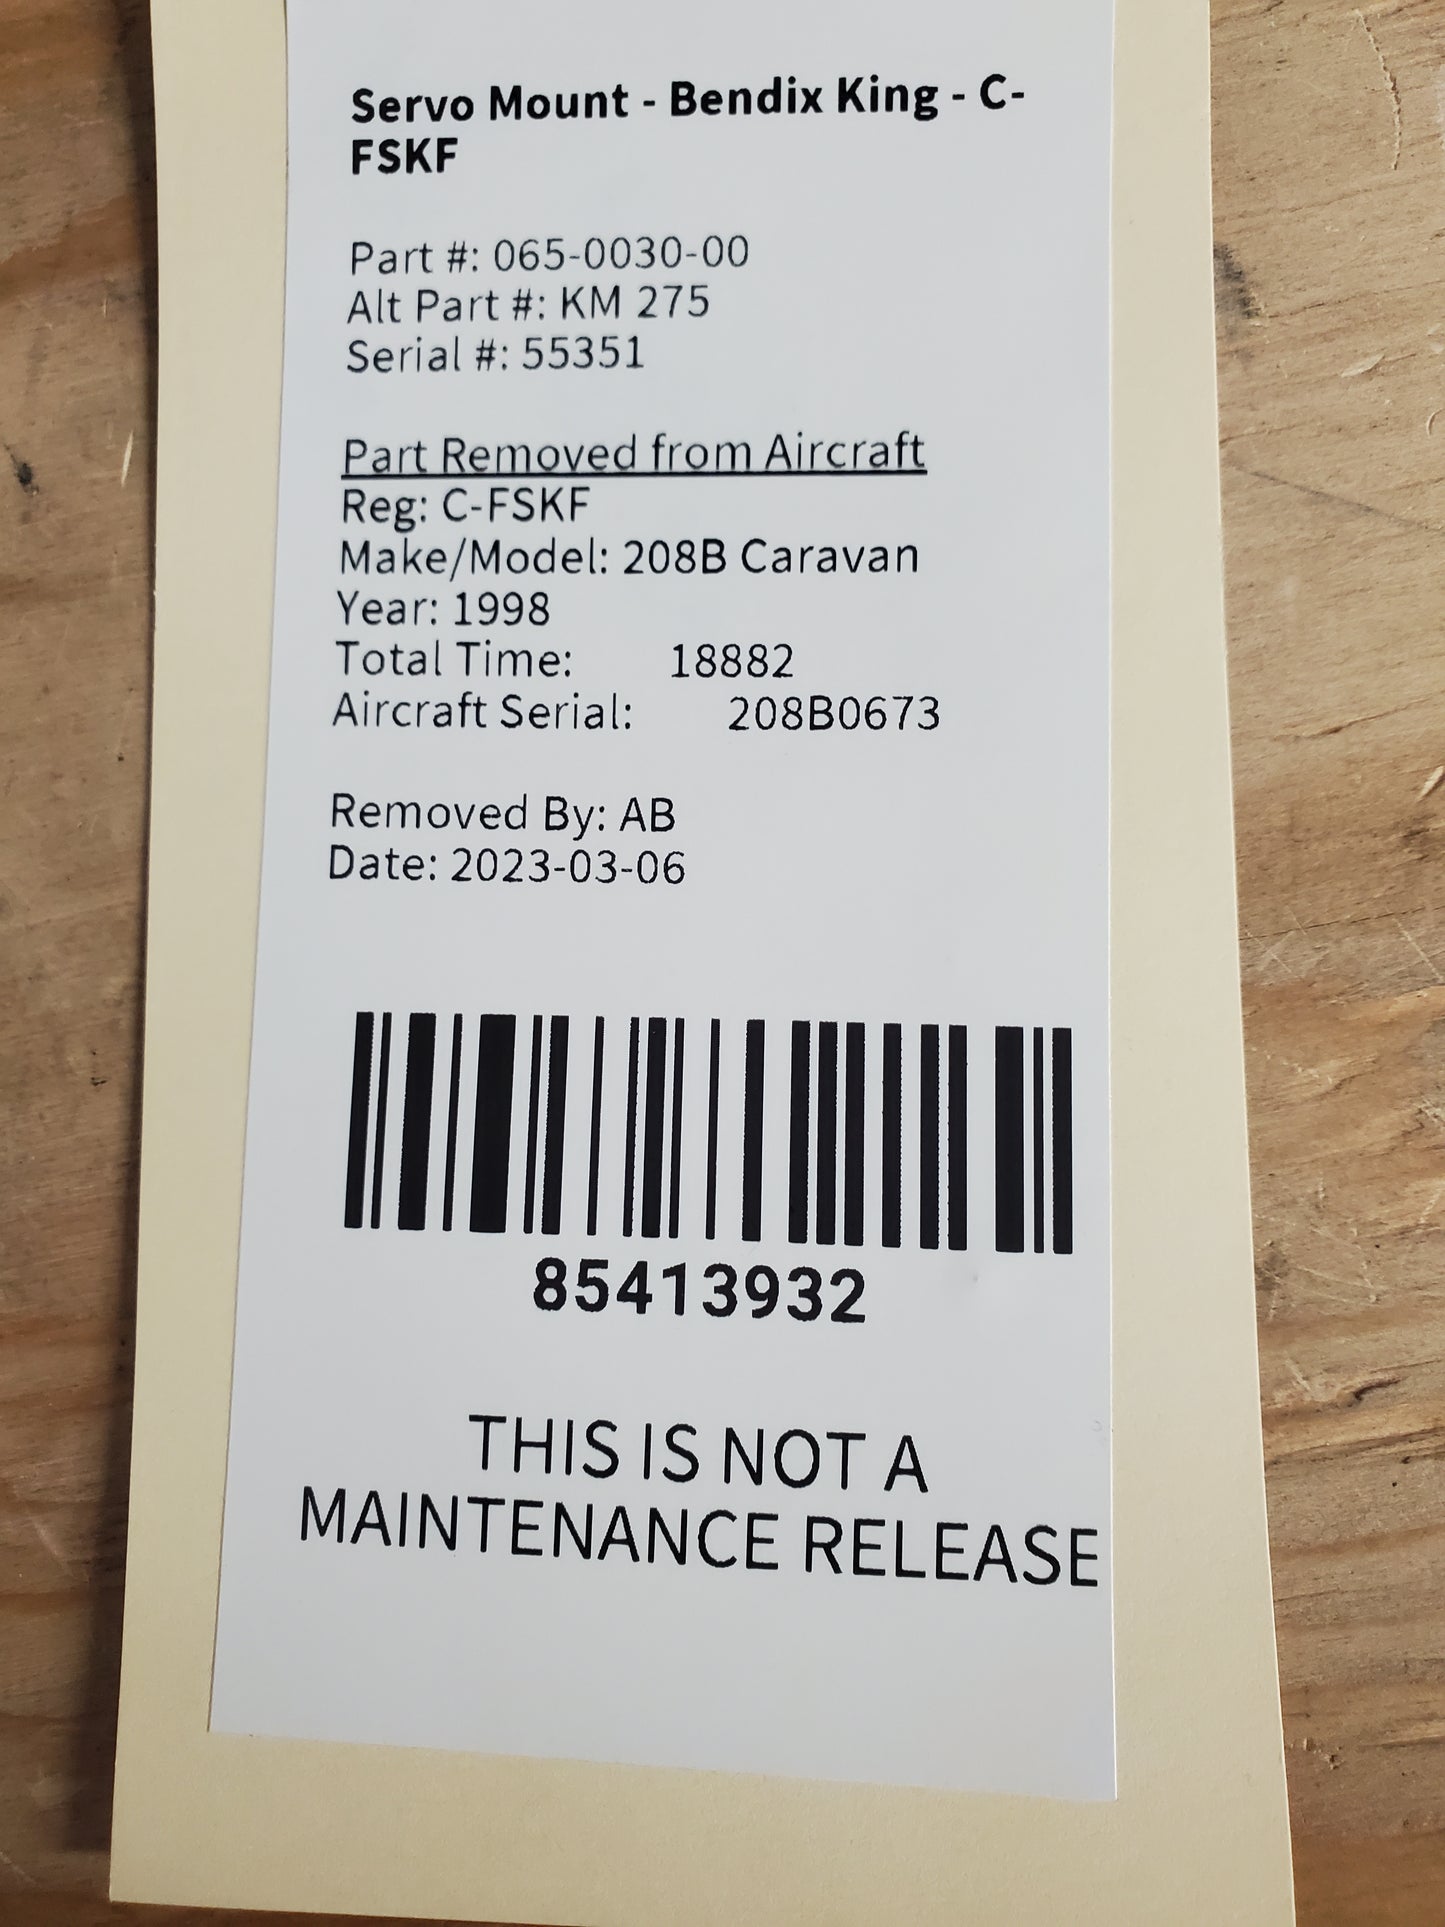 Servo Mount - Bendix King - C-
FSKF
Part #: 065-0030-00
Alt Part #: KM 275
Serial #: 55351
Part Removed from Aircraft
Reg: C-FSKF
Make/Model: 208B Caravan
Year: 1998
Total Time: 18882
Aircraft Serial: 208B0673
Removed By: AB
Date: 2023-03-06
85413932
THIS IS NOT A
MAINTENANCE RELEASE